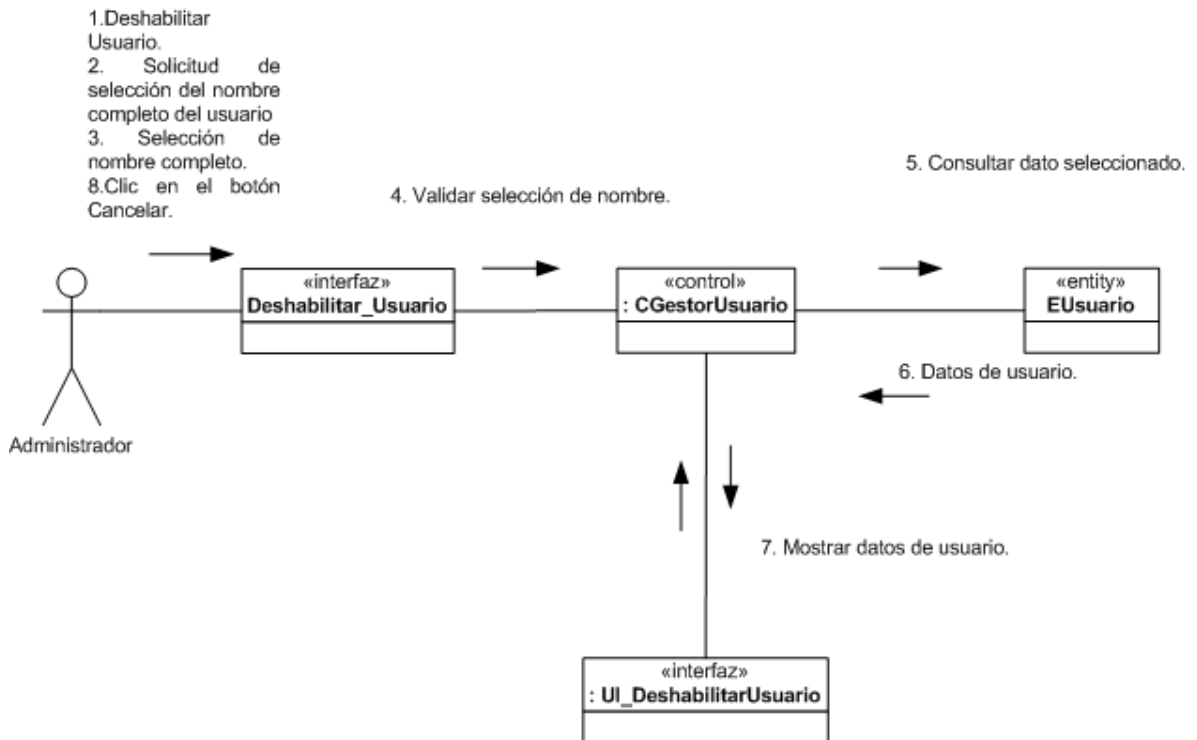 1.Deshabilitar
Usuario.
2. Solicitud de
selección del nombre
completo del usuario
3. Selección de
nombre completo.
8.Clic en el botón
Cancelar.
4. Validar selección de nombre.
5. Consultar dato seleccionado.
«interfaz»
Deshabilitar_Usuario
«control»
: CGestorUsuario
«entity»
EUsuario
6. Datos de usuario.
Administrador
7. Mostrar datos de usuario.
«interfaz»
: UI_DeshabilitarUsuario